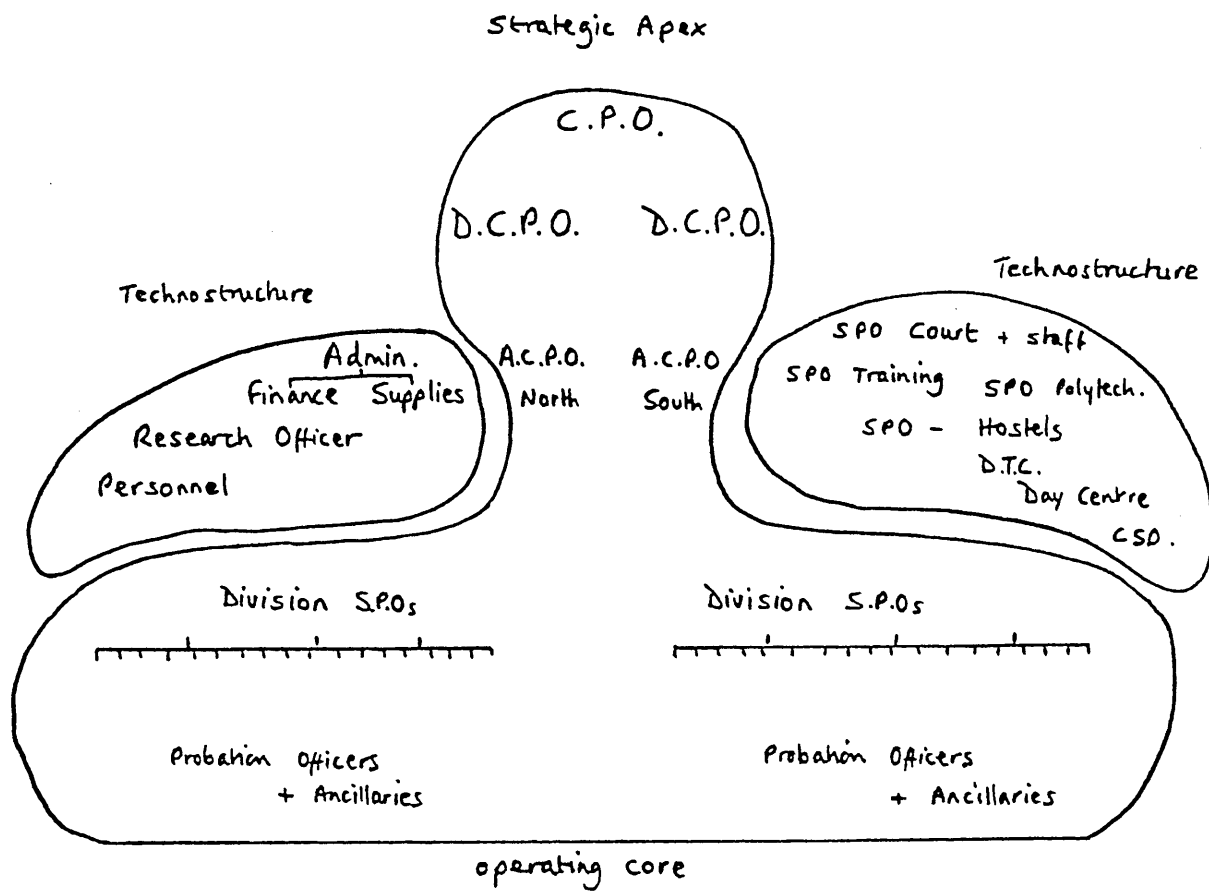 Strategic Apex
C.P.O.
D.C.P.O. D.C.P.O.
Technostructure
Admin.
Finance Supplies
Research Officer
Personnel
A.C.P.O. A.C.P.O
North South
Technostructure
SPO Court + staff
SPO Training SPO Polytech.
SPO - Hostels
D.T.C.
Day Centre
CSO.
Division S.P.Os Division S.P.Os
Probation Officers
+ Ancillaries
Probation Officers
+ Ancillaries
operating core